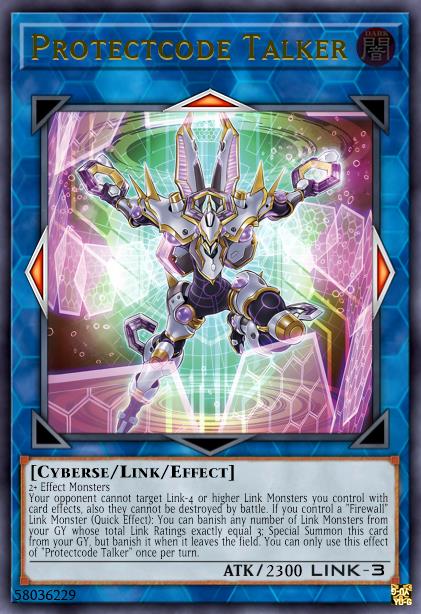 PROTECTCODE TALKER
DARK
闇
[CYBERSE/LINK/EFFECT]
2+ Effect Monsters
Your opponent cannot target Link-4 or higher Link Monsters you control with
card effects, also they cannot be destroyed by battle. If you control a "Firewall"
Link Monster (Quick Effect): You can banish any number of Link Monsters from
your GY whose total Link Ratings exactly equal 3; Special Summon this card
from your GY, but banish it when it leaves the field. You can only use this effect
of "Protectcode Talker" once per turn.
ATK/2300 LINK-3
58036229